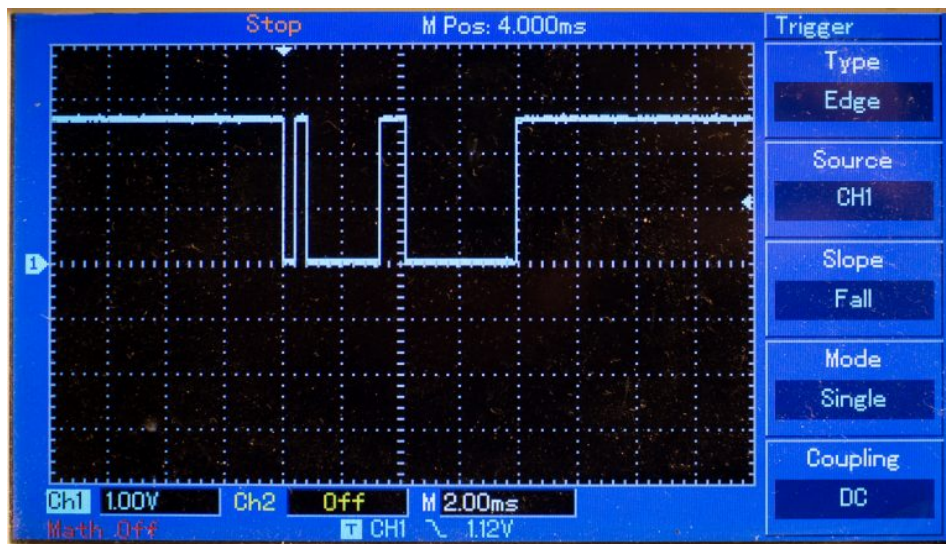 Stop M Pos: 4.000ms Trigger
Type
Edge
Source
CH1
1
Slope
Fall
Mode
Single
Coupling
DC
Ch1 1.00V Ch2 Off M 2.00ms
Math Off T CH1 1.12V